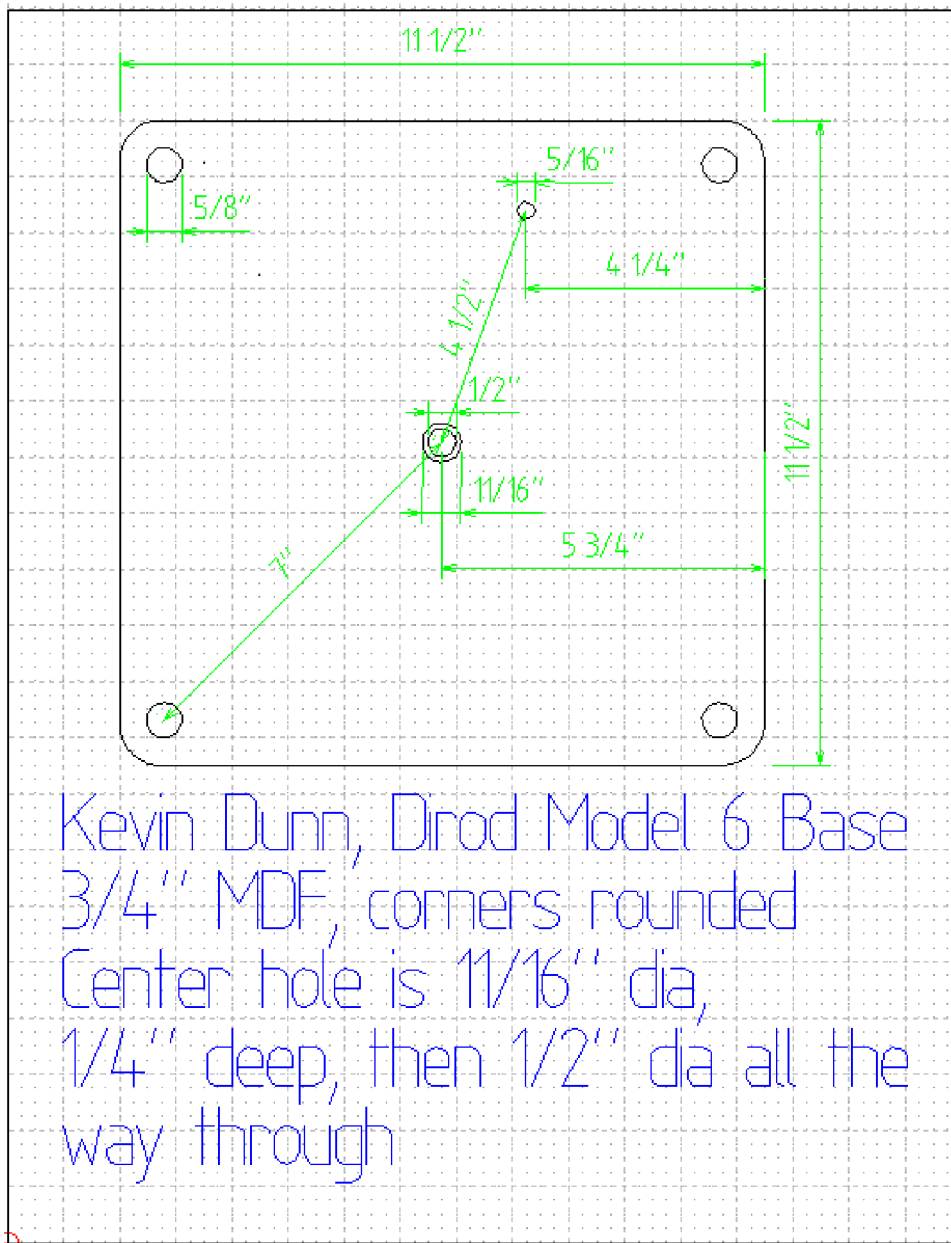 11 1/2"
5/16"
5/8"
4 1/4"
4 1/2"
1/2"
11 1/2"
11/16"
5 3/4"
7"
Kevin Dunn, Dirod Model 6 Base
3/4" MDF, corners rounded
Center hole is 11/16" dia,
1/4" deep, then 1/2" dia all the
way through